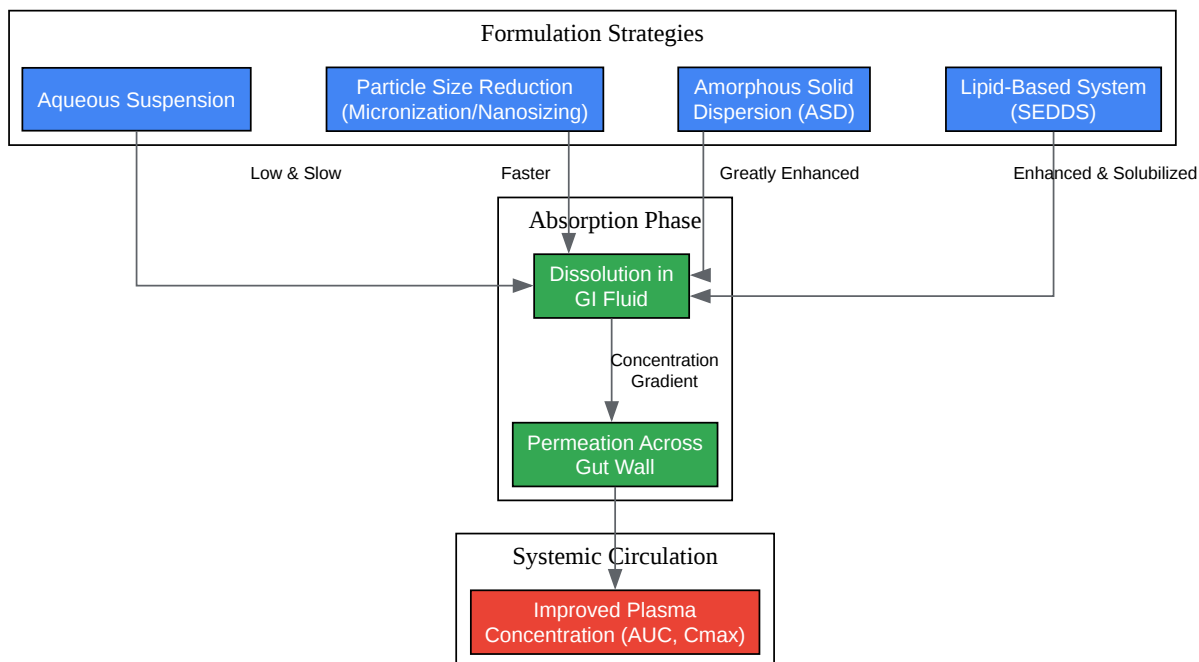 Formulation Strategies
Aqueous Suspension
Particle Size Reduction
(Micronization/Nanosizing)
Amorphous Solid
Dispersion (ASD)
Lipid-Based System
(SEDDS)
Low & Slow
Faster
Greatly Enhanced
Enhanced & Solubilized
Absorption Phase
Dissolution in
GI Fluid
Concentration
Gradient
Permeation Across
Gut Wall
Systemic Circulation
Improved Plasma
Concentration (AUC, Cmax)